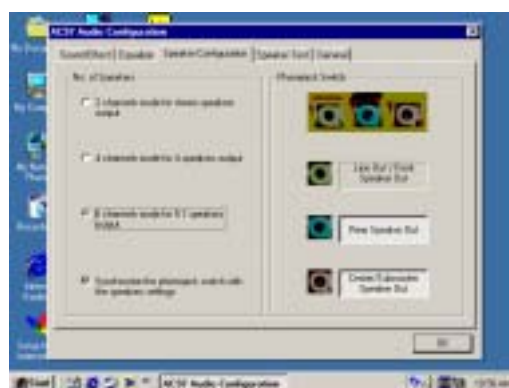 AC97 Audio Configuration
Sound Effect Equalizer Speaker Configuration Speaker Test General
No. of Speakers
Phonejack Switch
2 channels mode for stereo speakers
output
4 channels mode for 4 speakers output
6 channels mode for 5.1 speakers
output
Synchronize the phonejack switch with
the speakers settings
Line Out / Front
Speaker Out
Rear Speaker Out
Center/Subwoofer
Speaker Out
Start
AC97 Audio Configuration